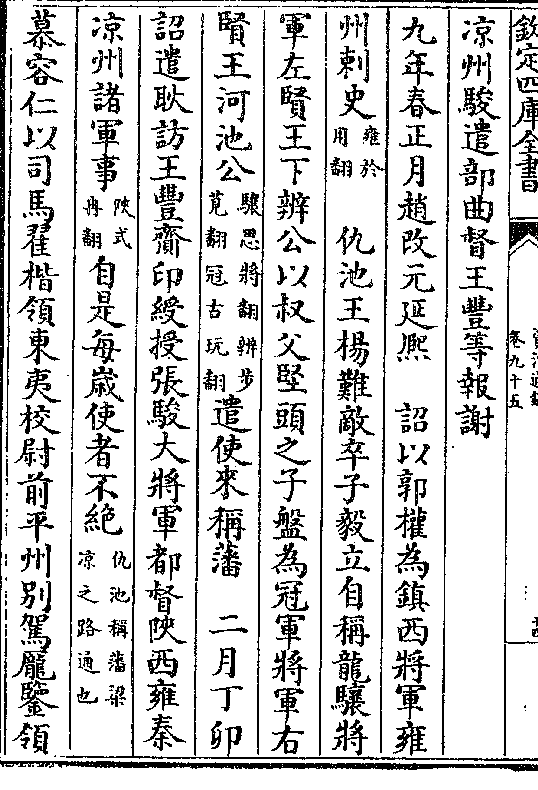 欽定四庫全書
資治通鑑
卷九十五
凉州駿遣部曲督王豐等報謝
九年春正月趙改元延熙 詔以郭權為鎮西將軍雍
州刺史雍於用翻 仇池王楊難敵卒子毅立自稱龍驤將
軍左賢王下辨公以叔父堅頭之子盤為冠軍將軍右
賢王河池公驤思將翻辨步莧翻冠古玩翻遣使來稱藩 二月丁卯
詔遣耿訪王豐齎印綬授張駿大將軍都督陜西雍秦
凉州諸軍事陜式冉翻自是每歲使者不絶仇池稱藩梁凉之路通也
慕容仁以司馬翟楷領東夷校尉前平州别駕龎鑒領